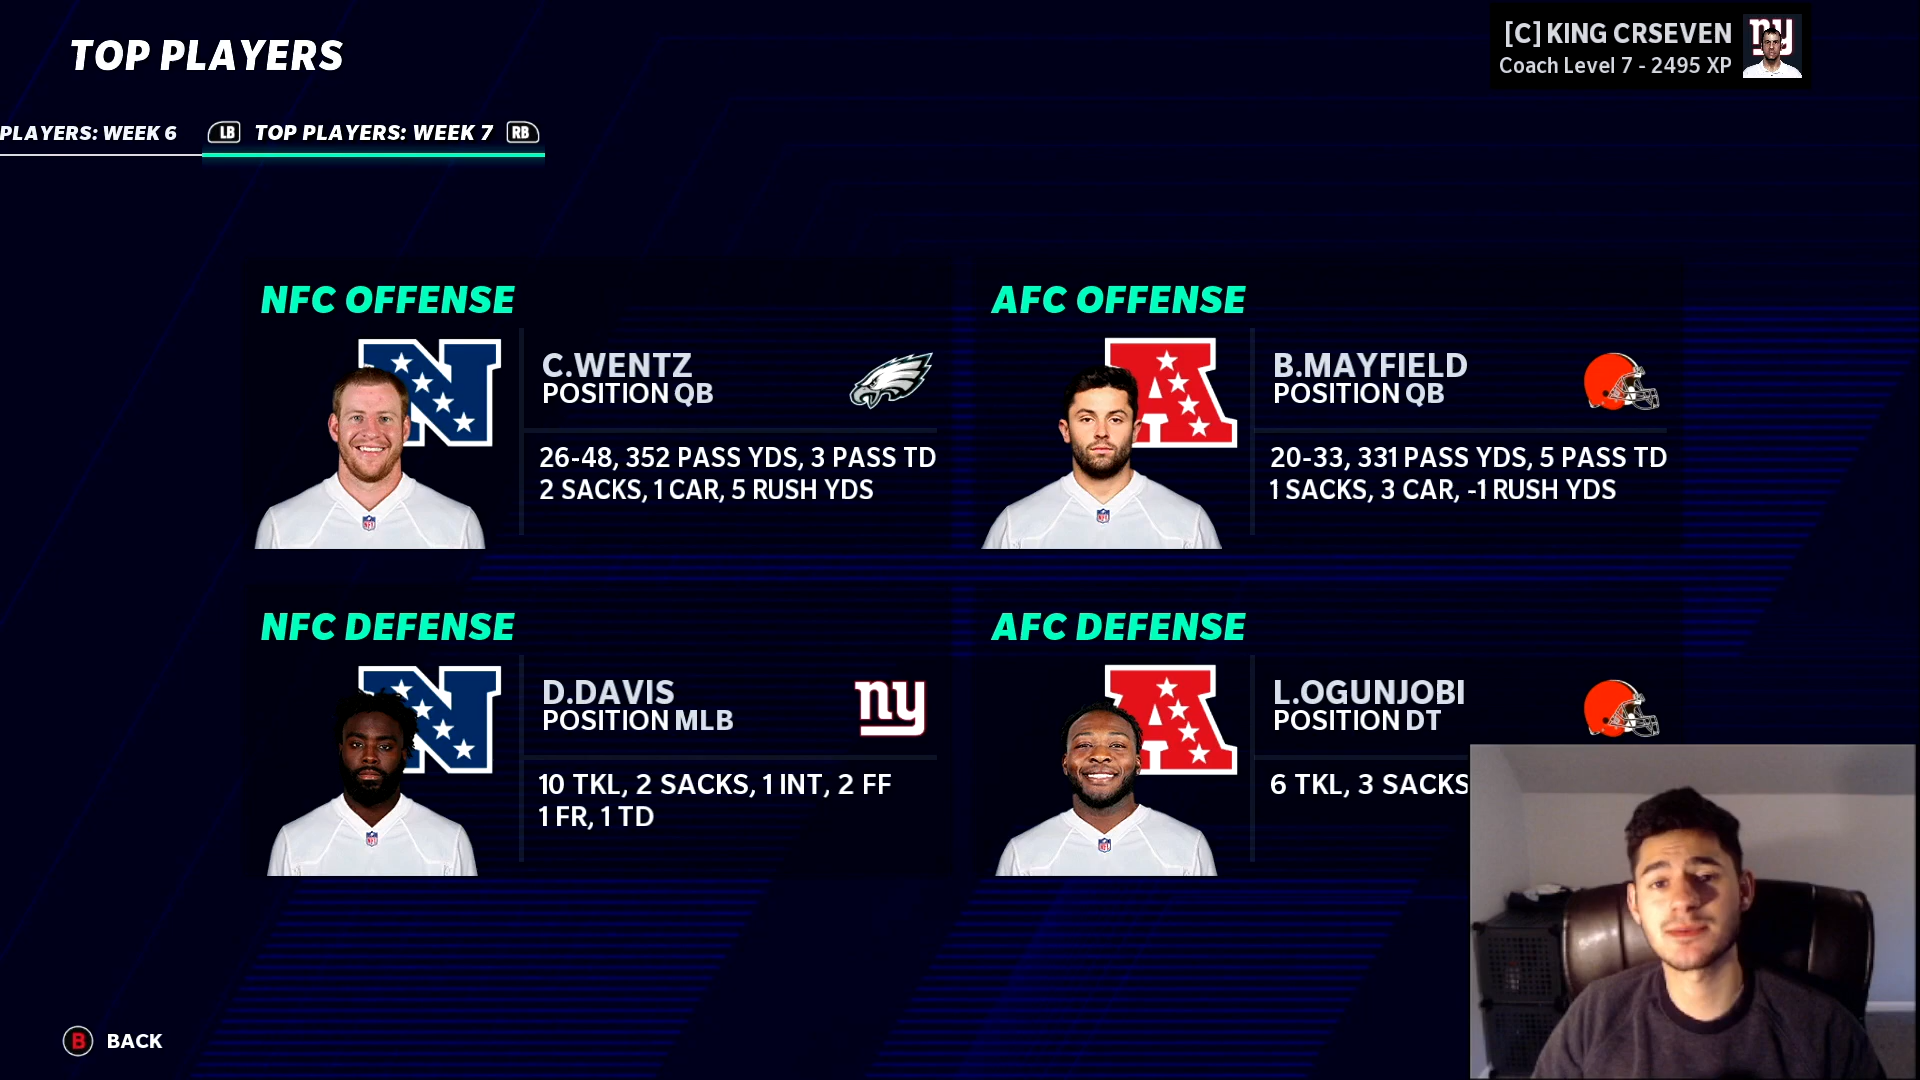 TOP PLAYERS
[C] KING CRSEVEN
Coach Level 7 - 2495 XP
ny
PLAYERS: WEEK 6
LB TOP PLAYERS: WEEK 7 RB
NFC OFFENSE
N
C.WENTZ
POSITION QB
26-48, 352 PASS YDS, 3 PASS TD
2 SACKS, 1 CAR, 5 RUSH YDS
AFC OFFENSE
A
B.MAYFIELD
POSITION QB
20-33, 331 PASS YDS, 5 PASS TD
1 SACKS, 3 CAR, -1 RUSH YDS
NFC DEFENSE
N
D.DAVIS
POSITION MLB
ny
10 TKL, 2 SACKS, 1 INT, 2 FF
1 FR, 1 TD
AFC DEFENSE
A
L.OGUNJOBI
POSITION DT
6 TKL, 3 SACKS
B BACK